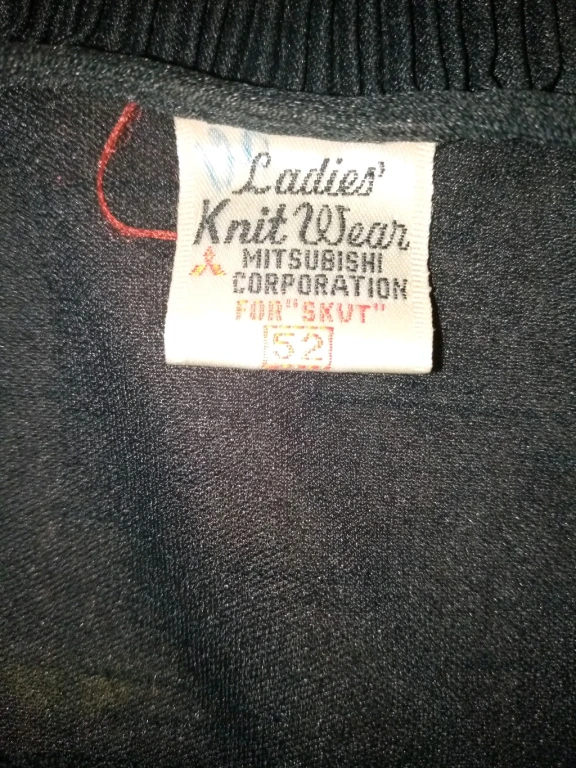 Ladies'
Knit Wear
MITSUBISHI
CORPORATION
FOR "SKVT"
52